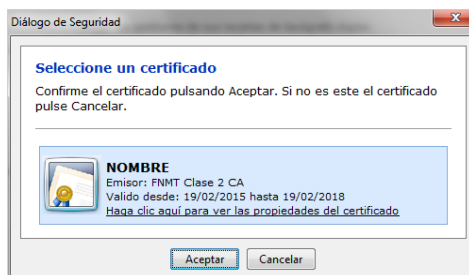 Diálogo de Seguridad
Seleccione un certificado
Confirme el certificado pulsando Aceptar. Si no es este el certificado
pulse Cancelar.
NOMBRE
Emisor: FNMT Clase 2 CA
Valido desde: 19/02/2015 hasta 19/02/2018
Haga clic aquí para ver las propiedades del certificado
Aceptar
Cancelar